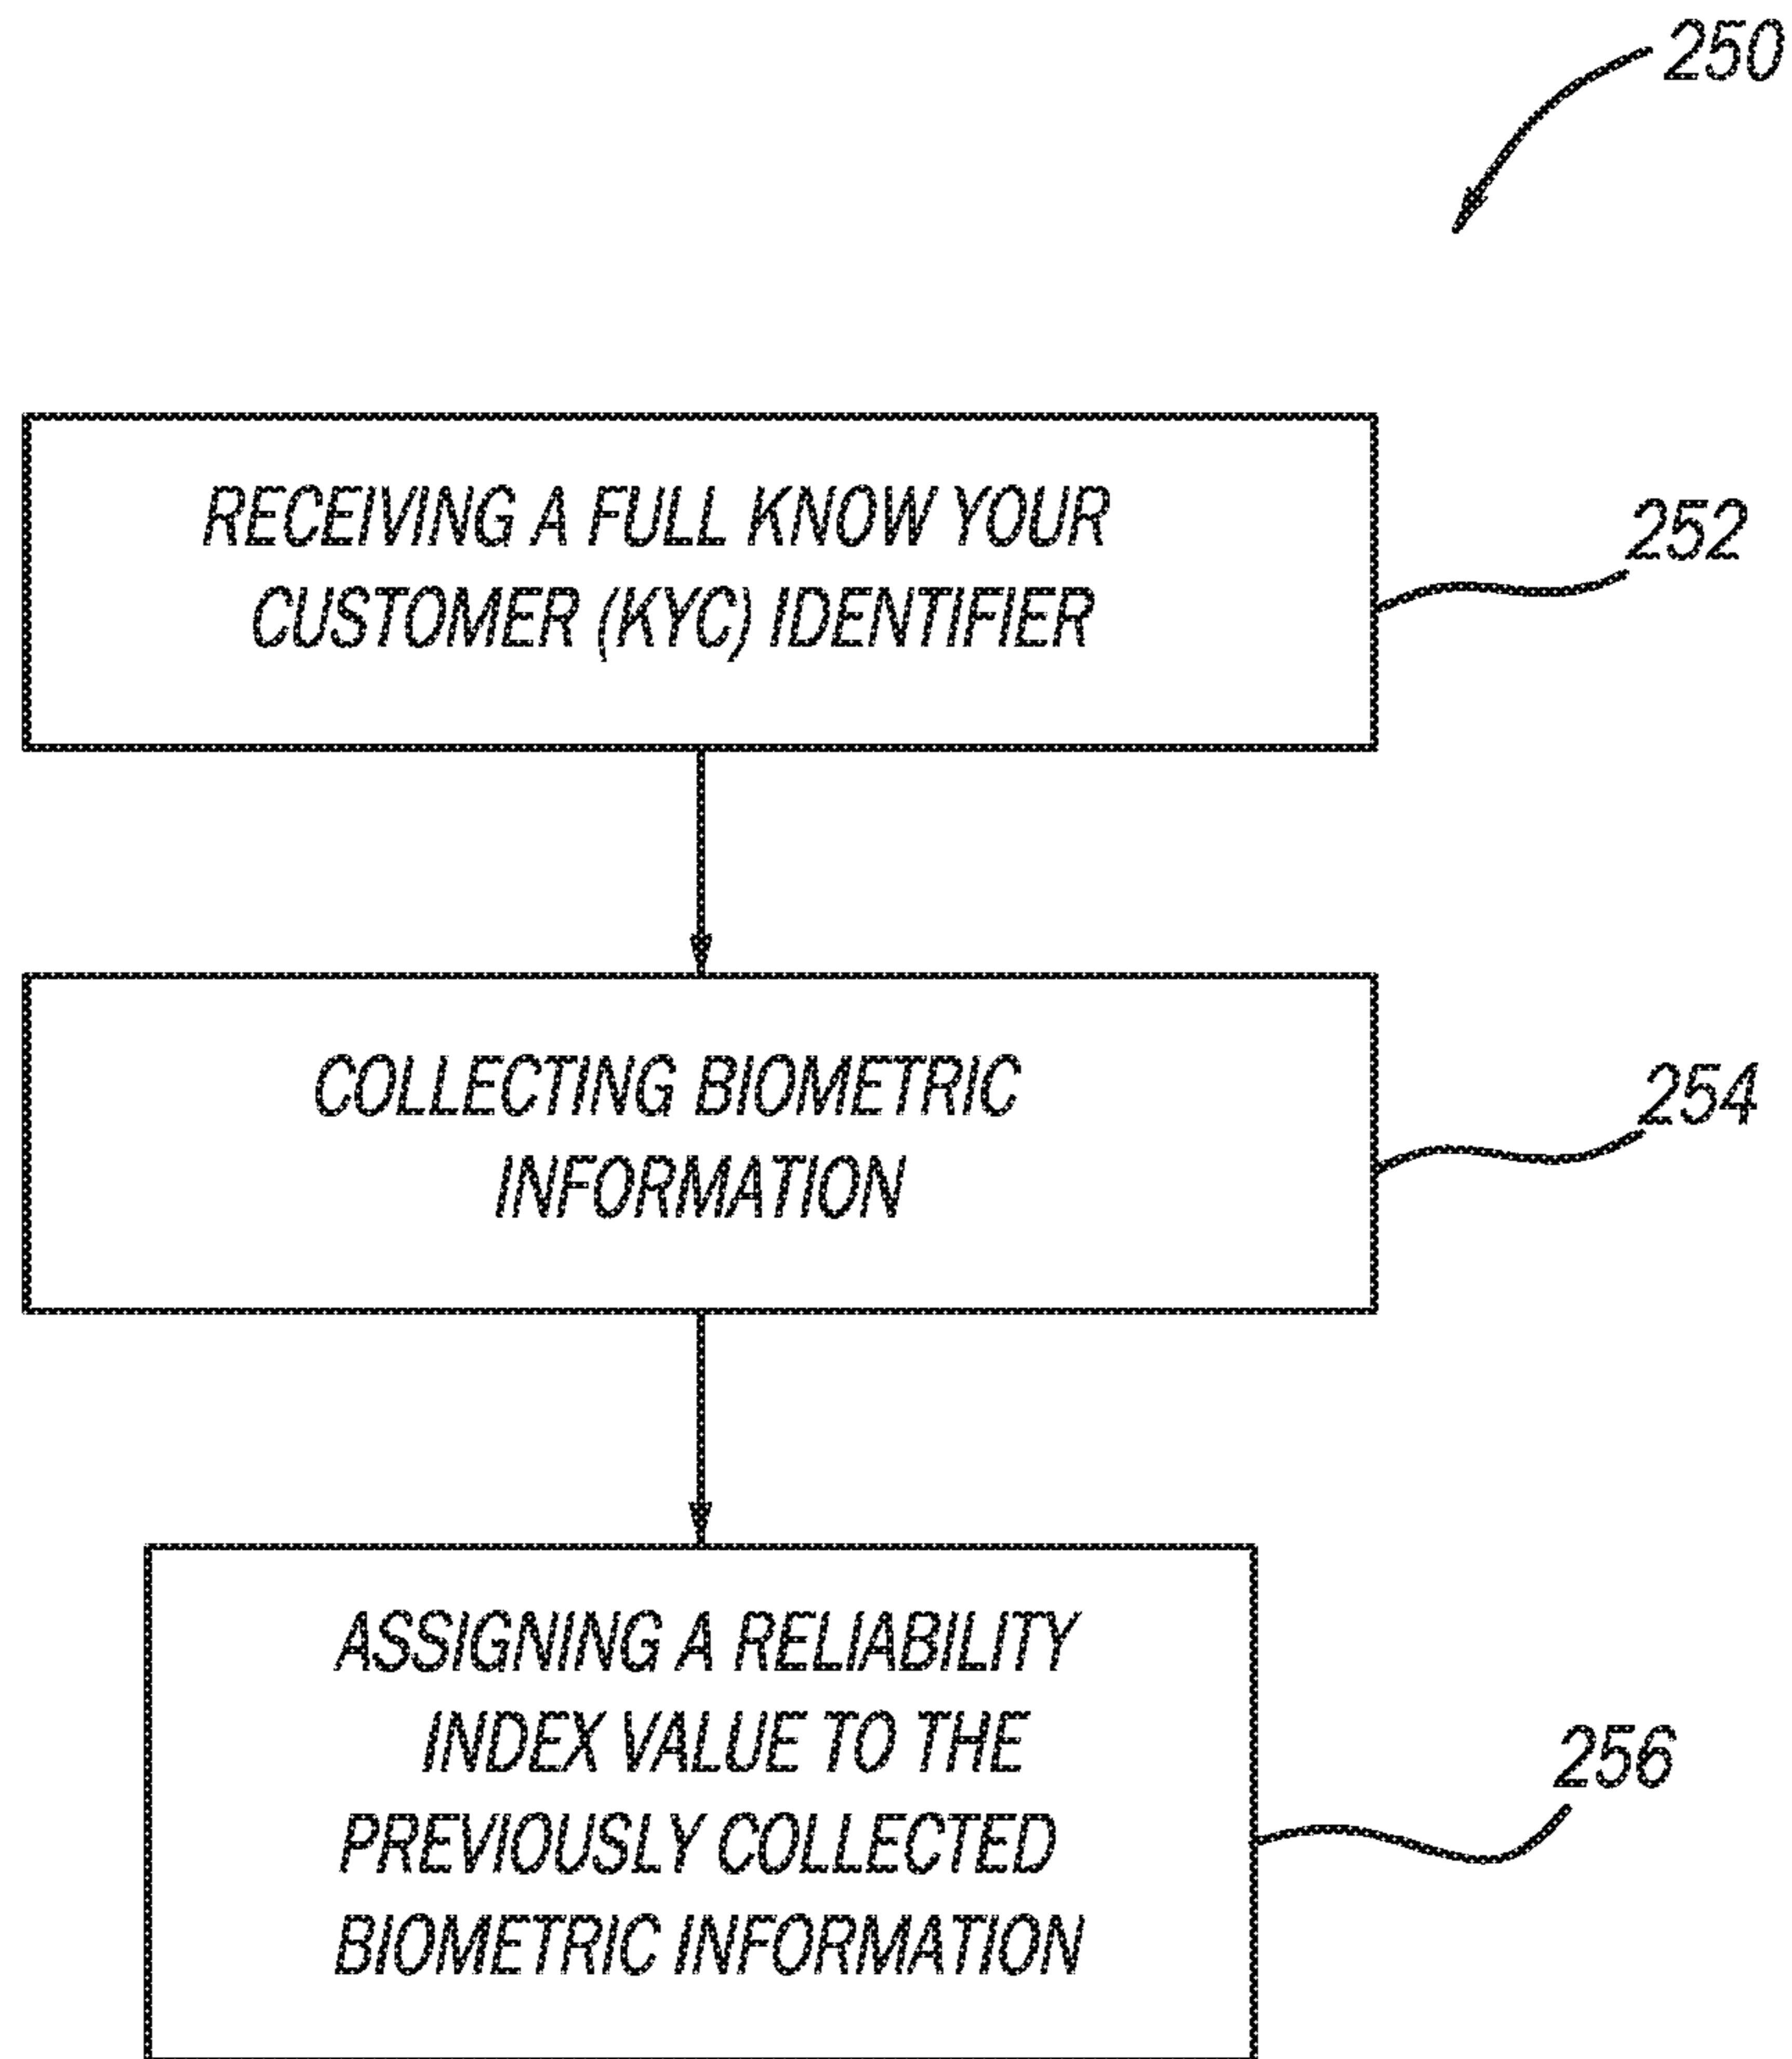 250
RECEIVING A FULL KNOW YOUR
CUSTOMER (KYC) IDENTIFIER
252
COLLECTING BIOMETRIC
INFORMATION
254
ASSIGNING A RELIABILITY
INDEX VALUE TO THE
PREVIOUSLY COLLECTED
BIOMETRIC INFORMATION
256